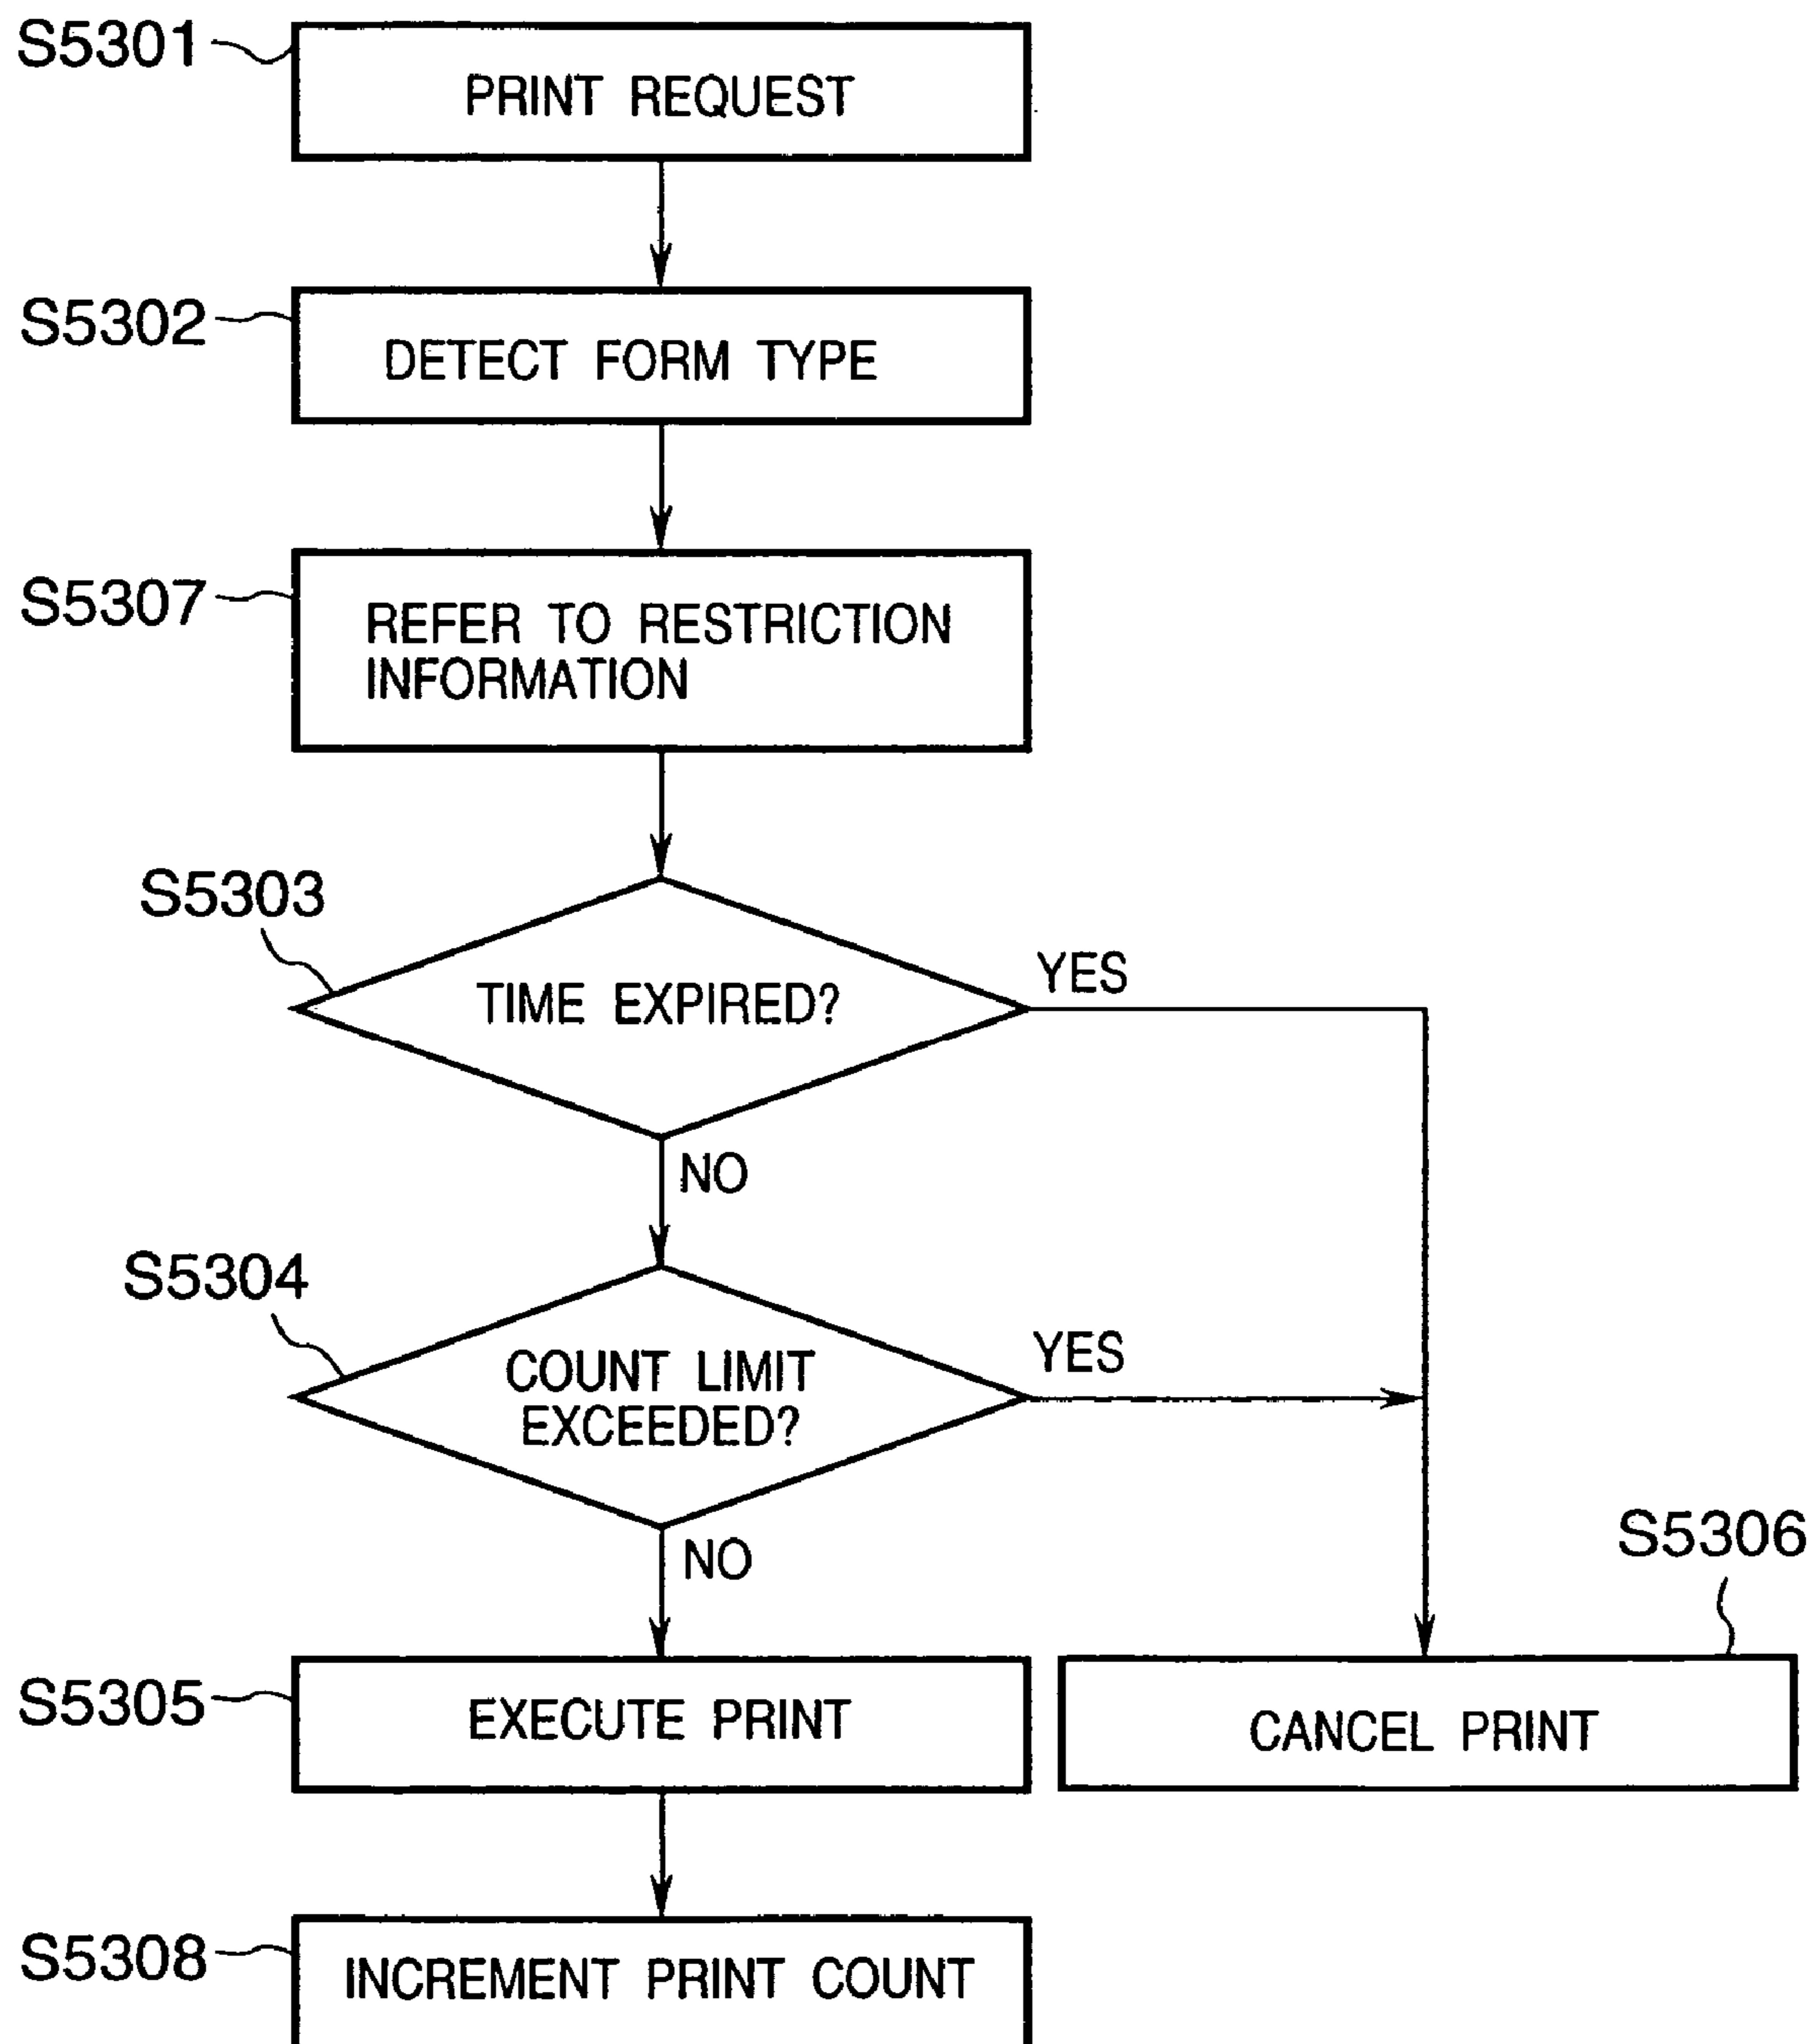 S5301
PRINT REQUEST
S5302
DETECT FORM TYPE
S5307
REFER TO RESTRICTION
INFORMATION
S5303
TIME EXPIRED?
YES
NO
S5304
COUNT LIMIT
EXCEEDED?
YES
NO
S5305
EXECUTE PRINT
S5306
CANCEL PRINT
S5308
INCREMENT PRINT COUNT